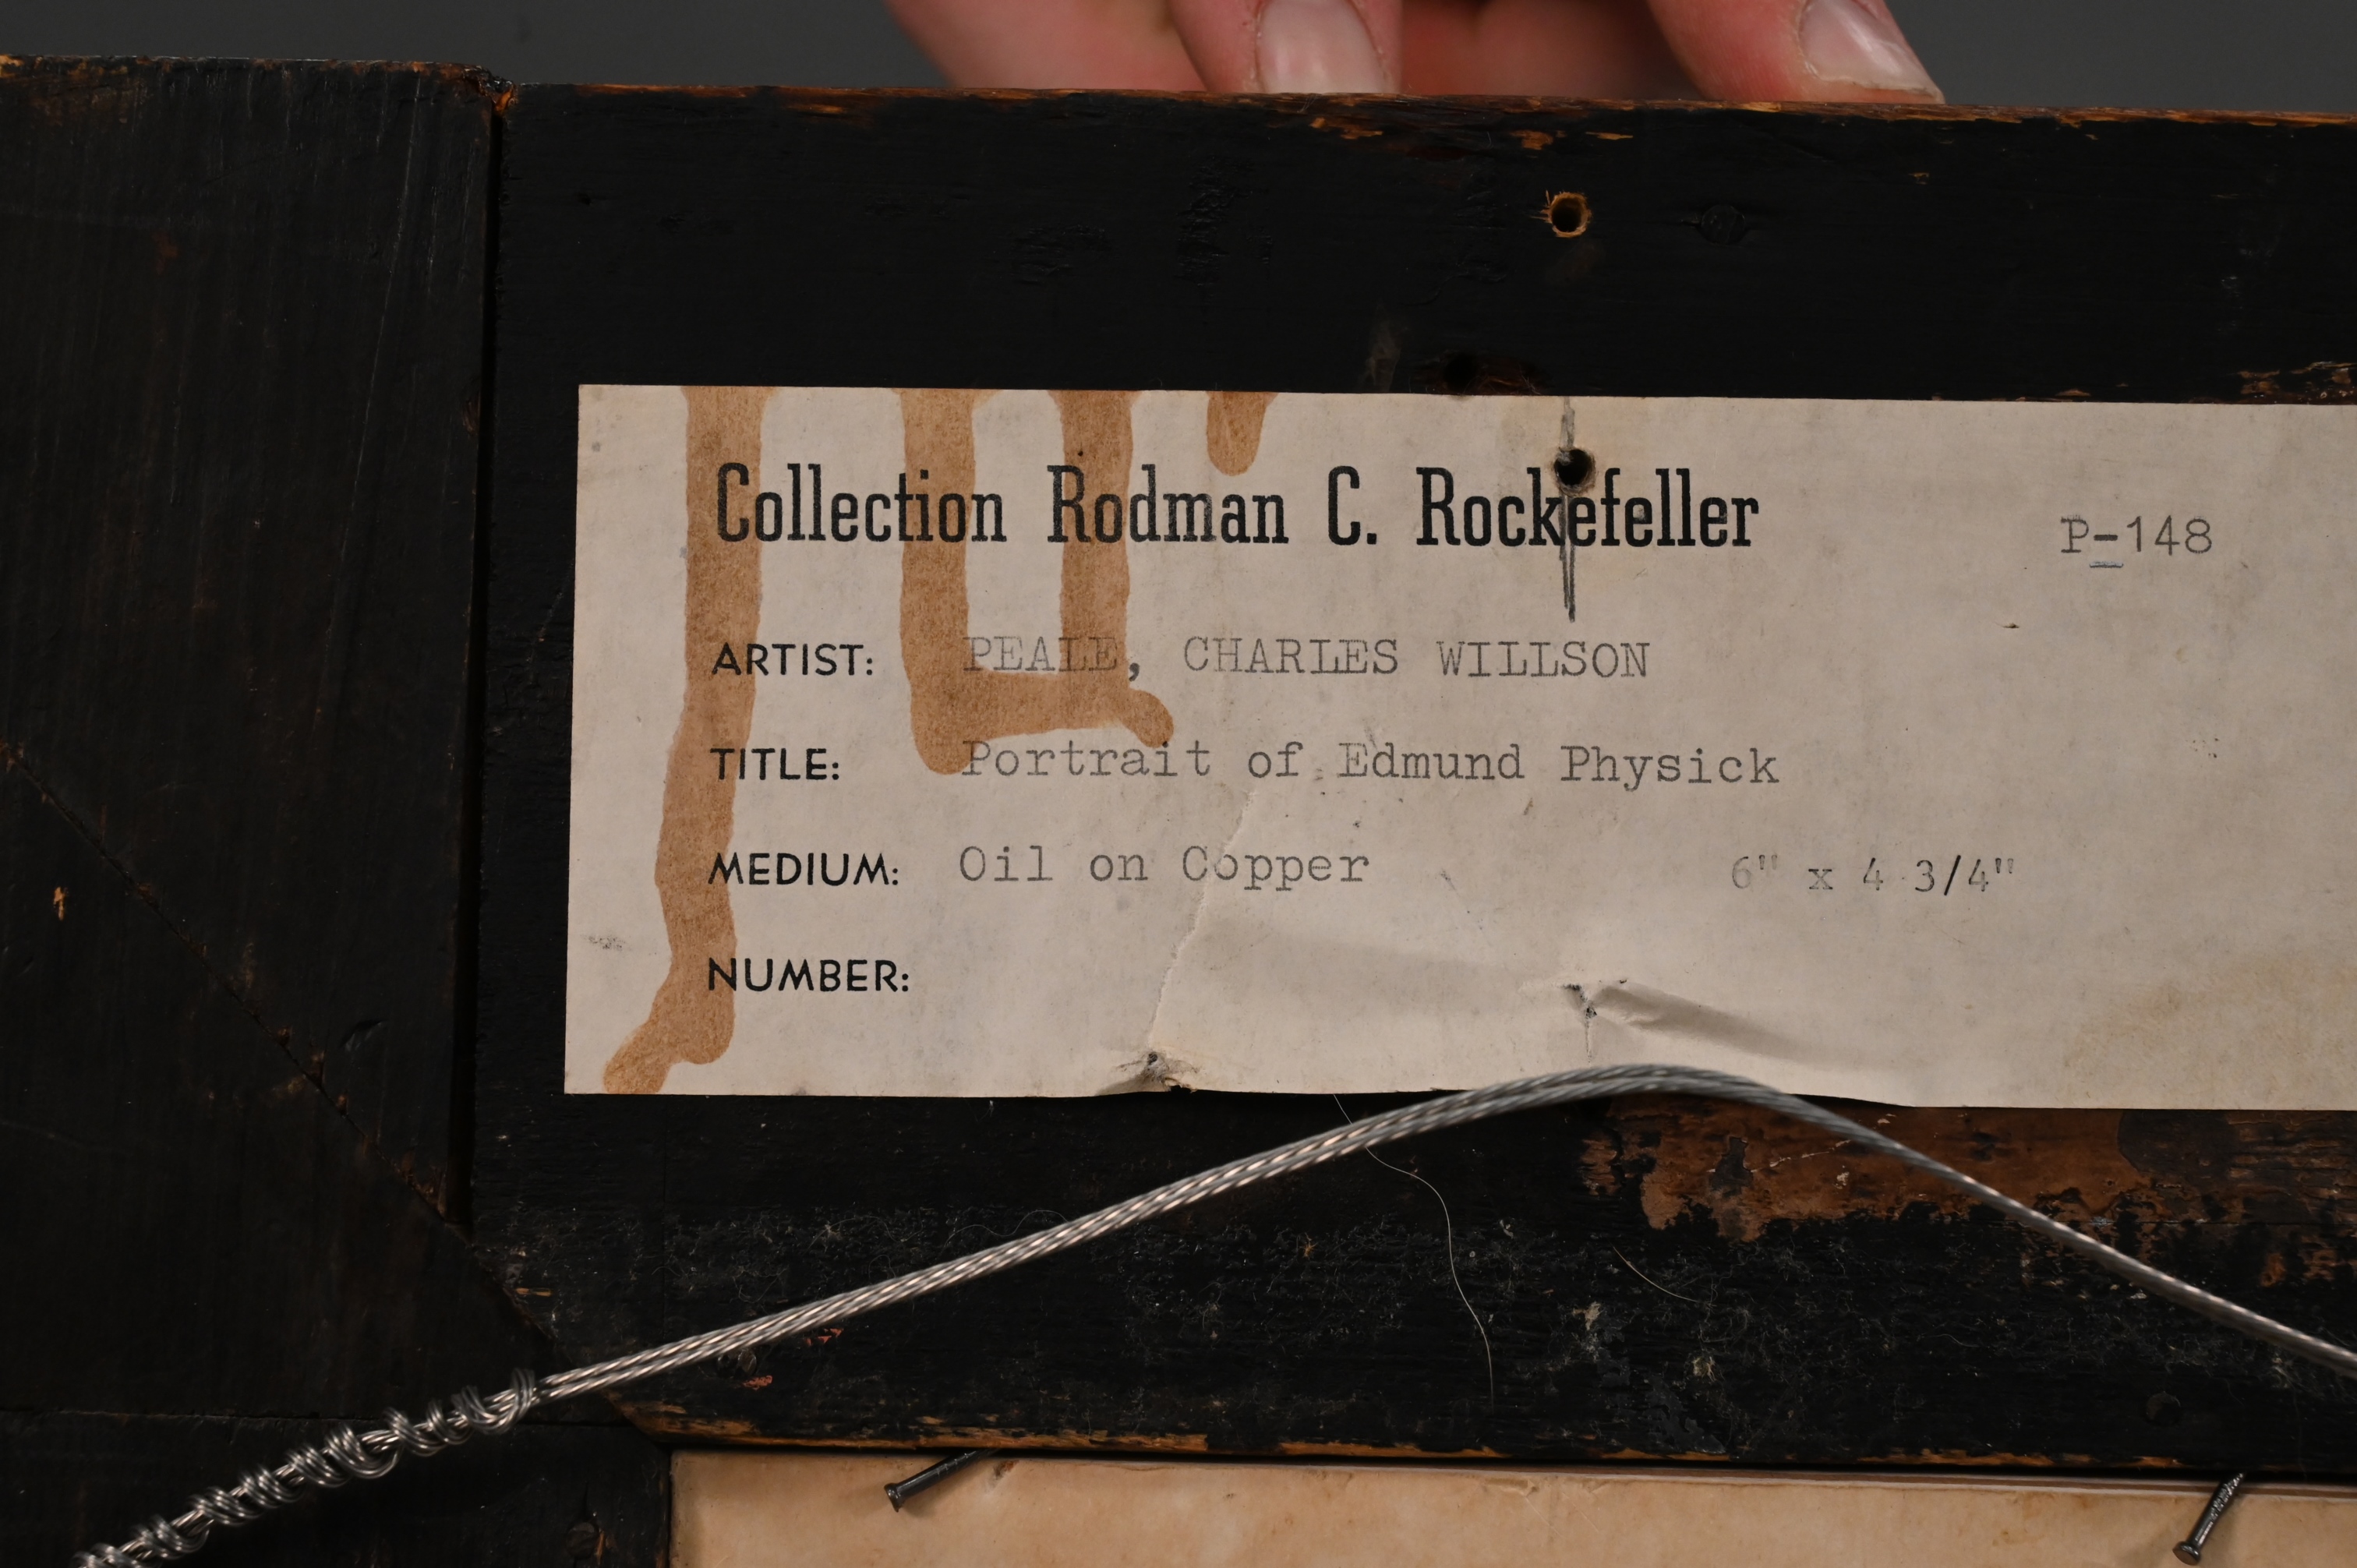 Collection Rodman C. Rockefeller P-148
ARTIST: PEALE, CHARLES WILLSON
TITLE: Portrait of Edmund Physick
MEDIUM: Oil on Copper 6" x 4 3/4"
NUMBER: